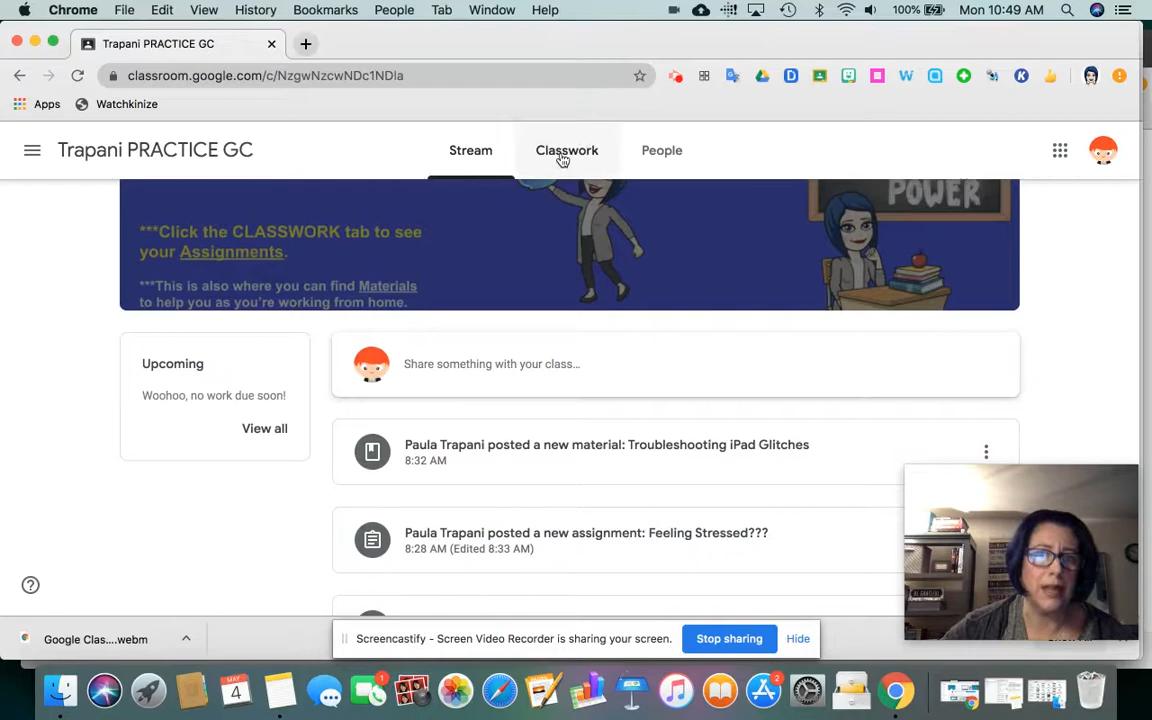 Chrome File Edit View History Bookmarks People Tab Window Help 100% Mon 10:49 AM
Trapani PRACTICE GC
classroom.google.com/c/NzgwNzcwNDc1NDla
Apps Watchkinize
Trapani PRACTICE GC Stream Classwork People
POWER
***Click the CLASSWORK tab to see
your Assignments.
***This is also where you can find Materials
to help you as you're working from home.
Upcoming
Woohoo, no work due soon!
View all
Share something with your class...
Paula Trapani posted a new material: Troubleshooting iPad Glitches
8:32 AM
Paula Trapani posted a new assignment: Feeling Stressed???
8:28 AM (Edited 8:33 AM)
Google Clas....webm
Screencastify - Screen Video Recorder is sharing your screen. Stop sharing Hide
MAY
4
1
2